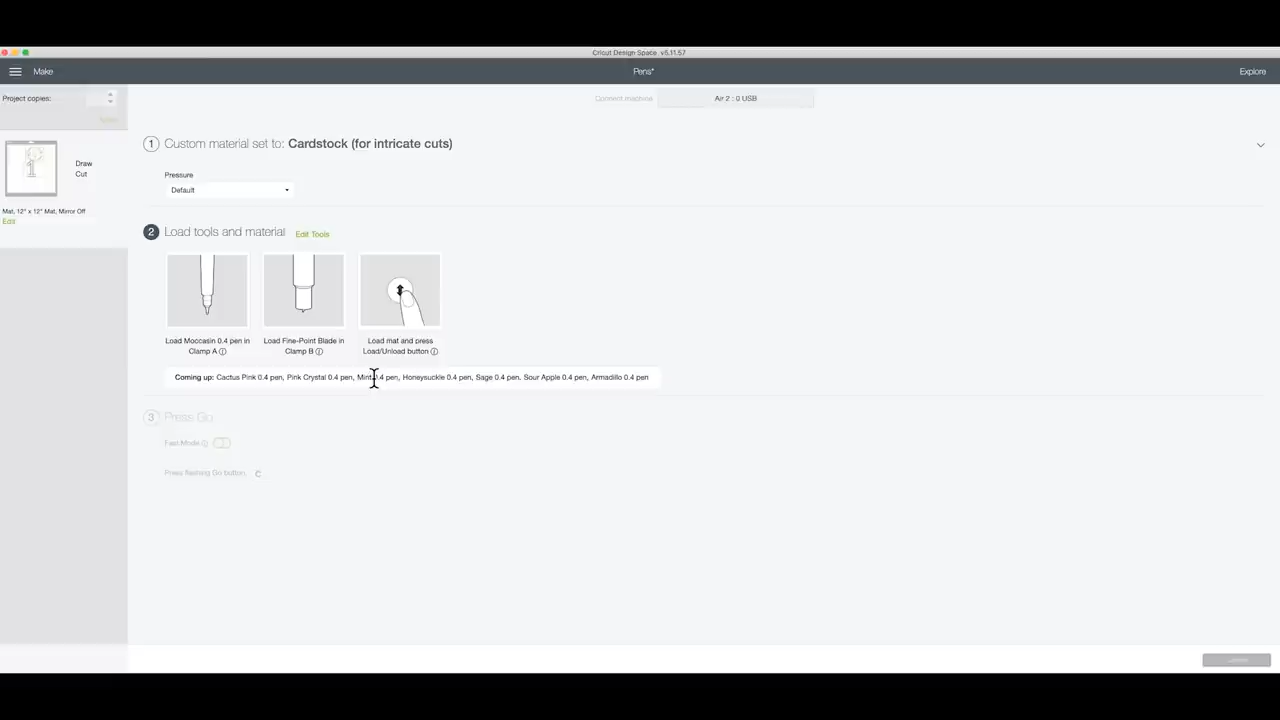 Cricut Design Space v5.11.57
Make
Pens*
Explore
Project copies:
Connect machine
Air 2 : 0 USB
Draw
Cut
Mat, 12" x 12" Mat, Mirror Off
Edit
1 Custom material set to: Cardstock (for intricate cuts)
Pressure
Default
2 Load tools and material Edit Tools
Load Moccasin 0.4 pen in
Clamp A
Load Fine-Point Blade in
Clamp B
Load mat and press
Load/Unload button
Coming up: Cactus Pink 0.4 pen, Pink Crystal 0.4 pen, Mint 0.4 pen, Honeysuckle 0.4 pen, Sage 0.4 pen, Sour Apple 0.4 pen, Armadillo 0.4 pen
3 Press Go
Fast Mode
Press flashing Go button.